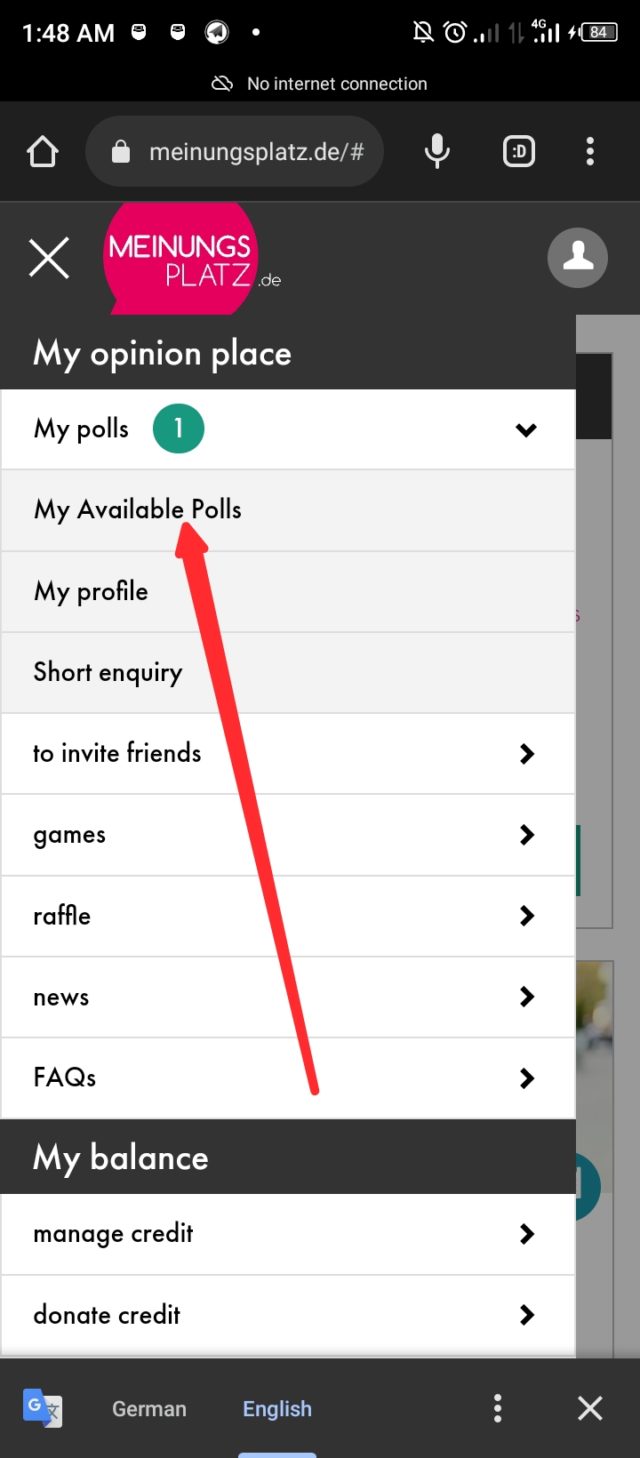 1:48 AM
4G
84
No internet connection
meinungsplatz.de/#
:D
MEINUNGS
PLATZ.de
My opinion place
My polls 1
My Available Polls
My profile
Short enquiry
to invite friends
games
raffle
news
FAQs
My balance
manage credit
donate credit
G 文 German English